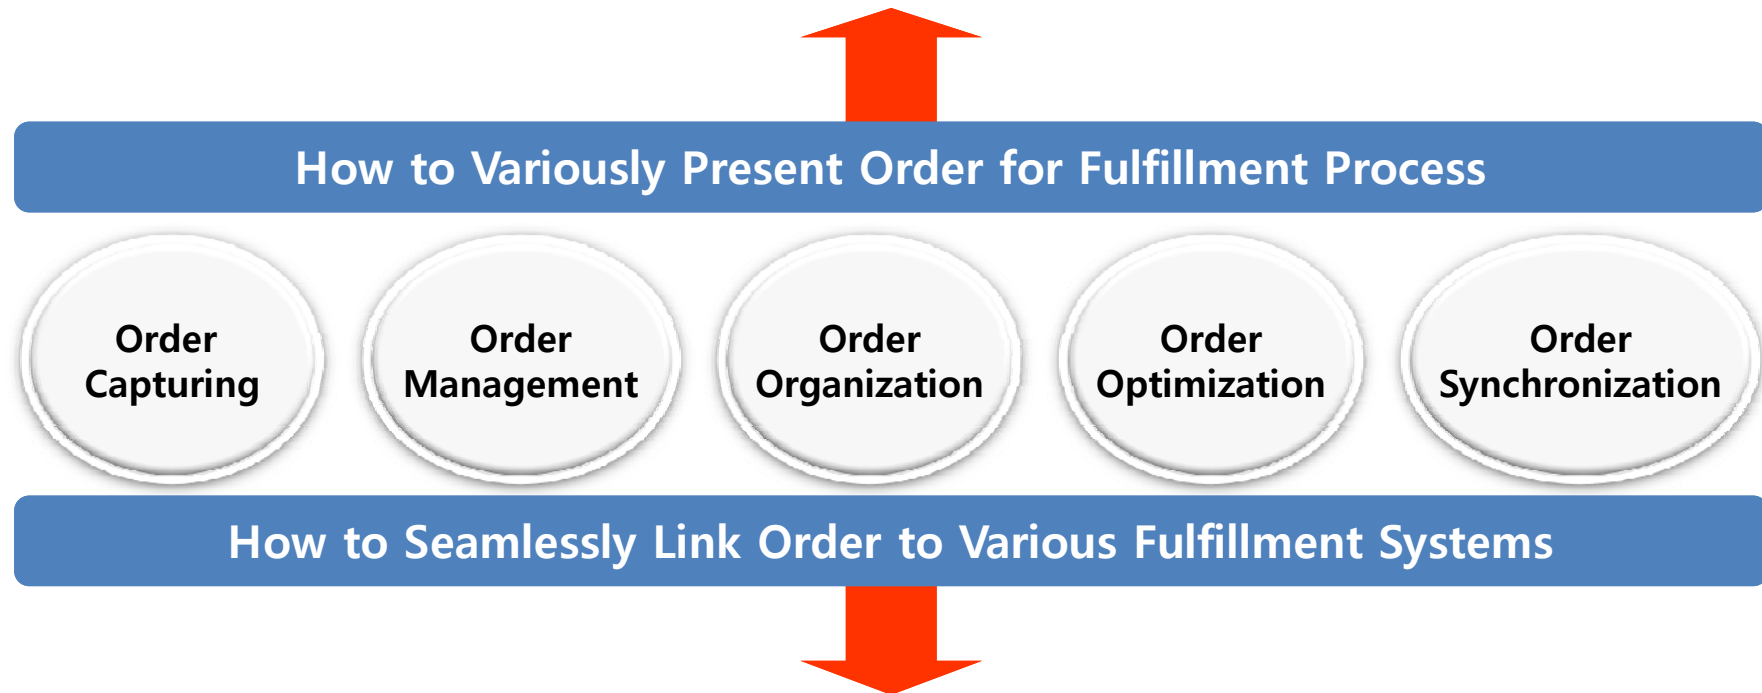 How to Variously Present Order for Fulfillment Process
Order
Capturing
Order
Management
Order
Organization
Order
Optimization
Order
Synchronization
How to Seamlessly Link Order to Various Fulfillment Systems